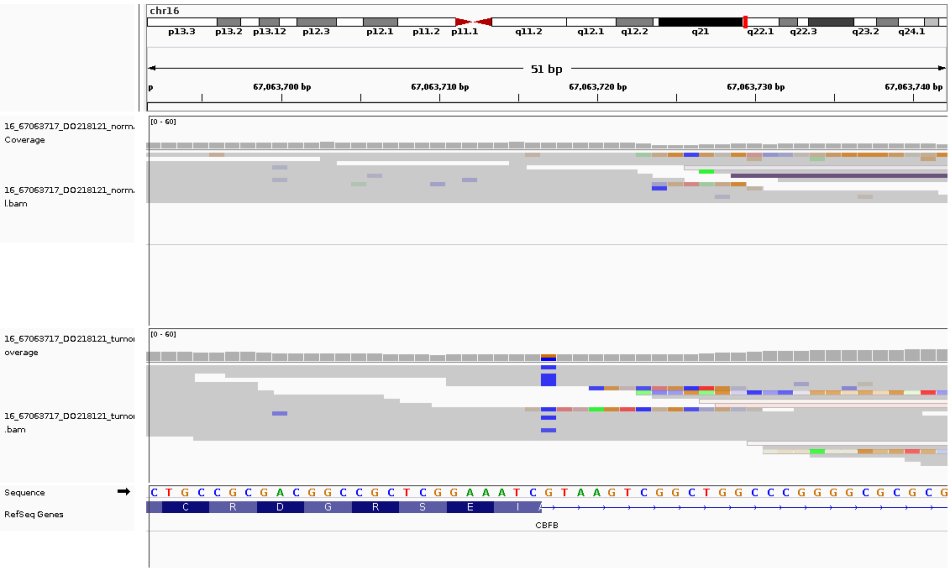 chr16
p13.3 p13.2 p13.12 p12.3 p12.1 p11.2 p11.1 q11.2 q12.1 q12.2 q21 q22.1 q22.3 q23.2 q24.1
51 bp
p 67,063,700 bp 67,063,710 bp 67,063,720 bp 67,063,730 bp 67,063,740 bp
16_67063717_DO218121_norm.
Coverage
[0 - 60]
16_67063717_DO218121_norm.
l.bam
16_67063717_DO218121_tumor
overage
[0 - 60]
16_67063717_DO218121_tumor
.bam
Sequence C T G C C G C G A C G G C C G C T C G G A A A T C G T A A G T C G G C T G G C C C G G G G C G C G C G
RefSeq Genes C R D G R S E I A
CBFB